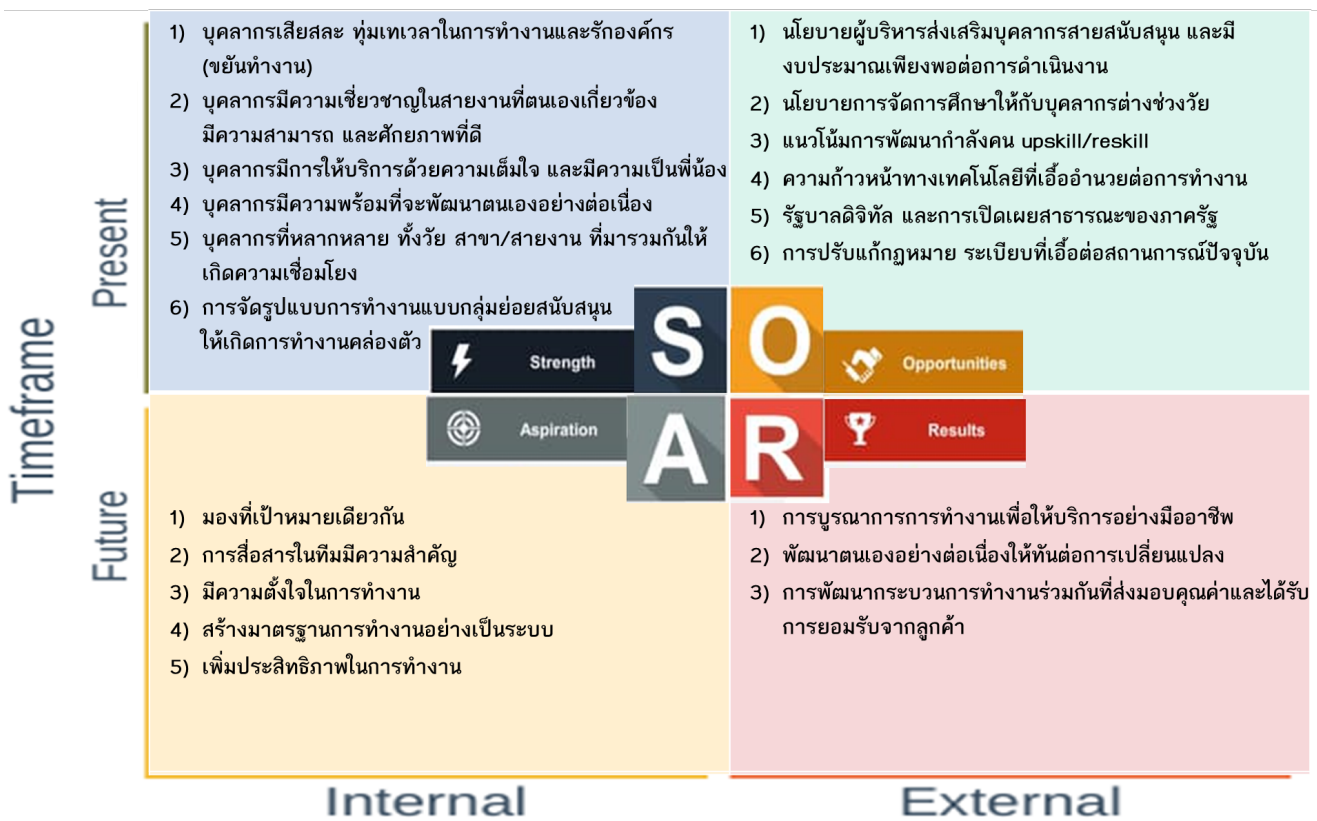 Timeframe
Present
1) บุคลากรเสียสละ ทุ่มเทเวลาในการทำงานและรักองค์กร
(ขยันทำงาน)
2) บุคลากรมีความเชี่ยวชาญในสายงานที่ตนเองเกี่ยวข้อง
มีความสามารถ และศักยภาพที่ดี
3) บุคลากรมีการให้บริการด้วยความเต็มใจ และมีความเป็นพี่น้อง
4) บุคลากรมีความพร้อมที่จะพัฒนาตนเองอย่างต่อเนื่อง
5) บุคลากรที่หลากหลาย ทั้งวัย สาขา/สายงาน ที่มารวมกันให้
เกิดความเชื่อมโยง
6) การจัดรูปแบบการทำงานแบบกลุ่มย่อยสนับสนุน
ให้เกิดการทำงานคล่องตัว
Strength
S
1) นโยบายผู้บริหารส่งเสริมบุคลากรสายสนับสนุน และมี
งบประมาณเพียงพอต่อการดำเนินงาน
2) นโยบายการจัดการศึกษาให้กับบุคลากรต่างช่วงวัย
3) แนวโน้มการพัฒนากำลังคน upskill/reskill
4) ความก้าวหน้าทางเทคโนโลยีที่เอื้ออำนวยต่อการทำงาน
5) รัฐบาลดิจิทัล และการเปิดเผยสาธารณะของภาครัฐ
6) การปรับแก้กฎหมาย ระเบียบที่เอื้อต่อสถานการณ์ปัจจุบัน
O
Opportunities
Future
Aspiration
A
1) มองที่เป้าหมายเดียวกัน
2) การสื่อสารในทีมมีความสำคัญ
3) มีความตั้งใจในการทำงาน
4) สร้างมาตรฐานการทำงานอย่างเป็นระบบ
5) เพิ่มประสิทธิภาพในการทำงาน
R
Results
1) การบูรณาการการทำงานเพื่อให้บริการอย่างมืออาชีพ
2) พัฒนาตนเองอย่างต่อเนื่องให้ทันต่อการเปลี่ยนแปลง
3) การพัฒนากระบวนการทำงานร่วมกันที่ส่งมอบคุณค่าและได้รับ
การยอมรับจากลูกค้า
Internal
External